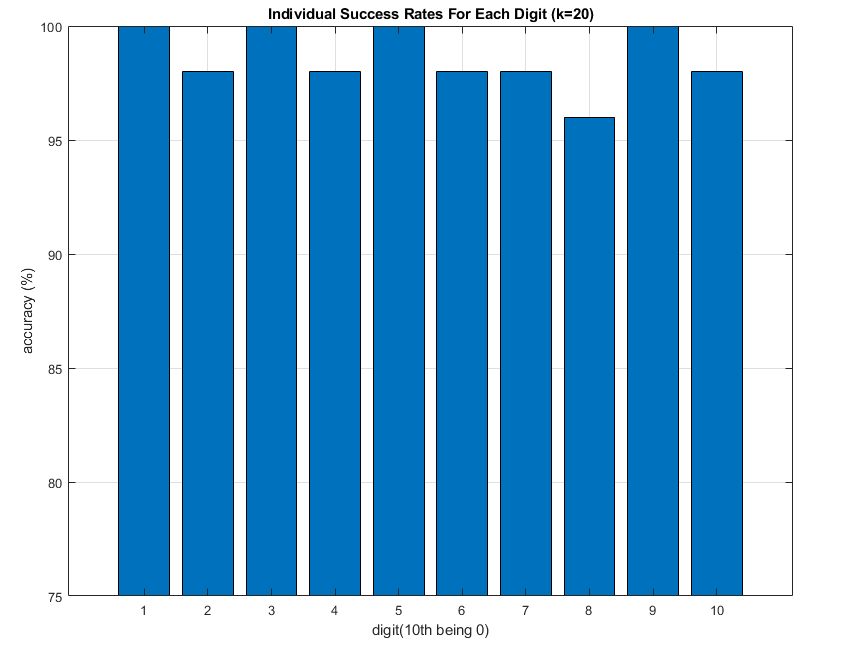 Individual Success Rates For Each Digit (k=20)
100
95
90
85
80
75
accuracy (%)
1 2 3 4 5 6 7 8 9 10
digit(10th being 0)